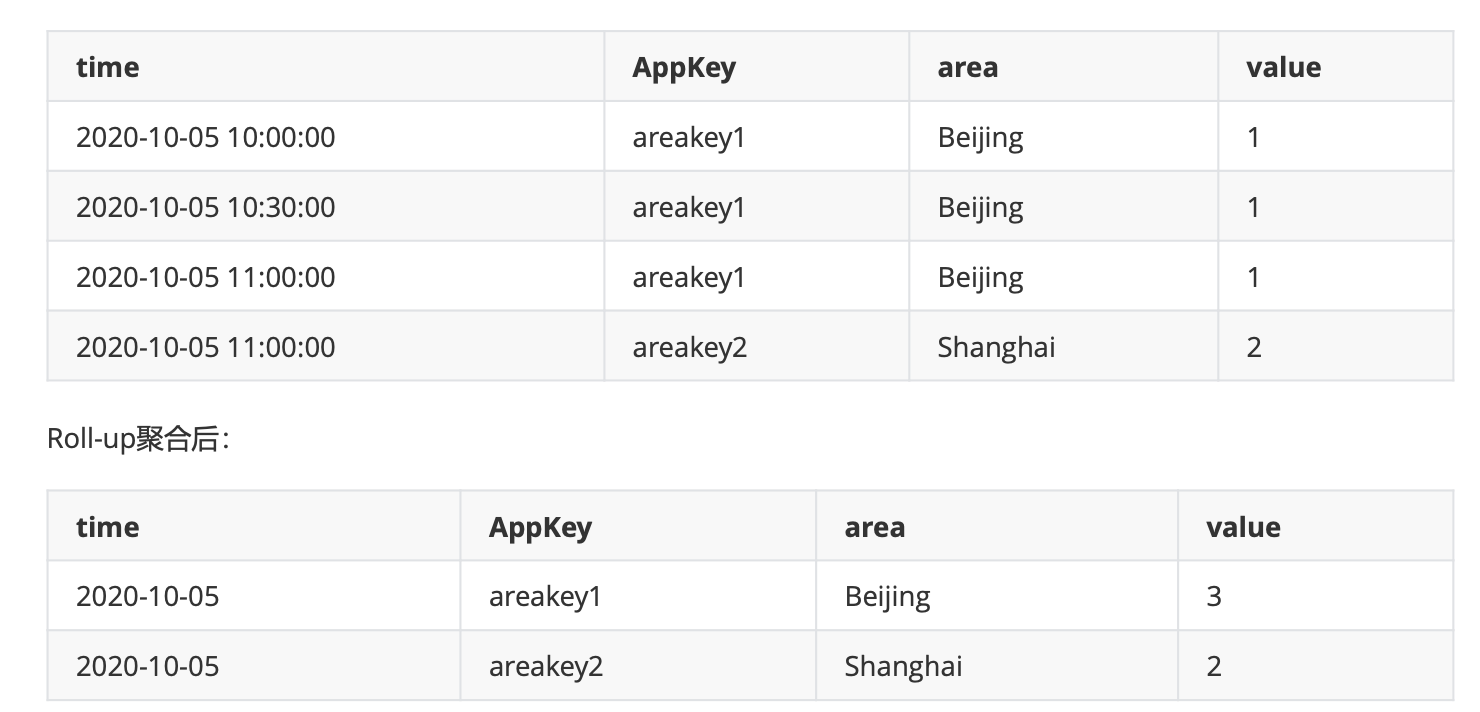 time AppKey area value
2020-10-05 10:00:00 areakey1 Beijing 1
2020-10-05 10:30:00 areakey1 Beijing 1
2020-10-05 11:00:00 areakey1 Beijing 1
2020-10-05 11:00:00 areakey2 Shanghai 2
Roll-up聚合后：
time AppKey area value
2020-10-05 areakey1 Beijing 3
2020-10-05 areakey2 Shanghai 2